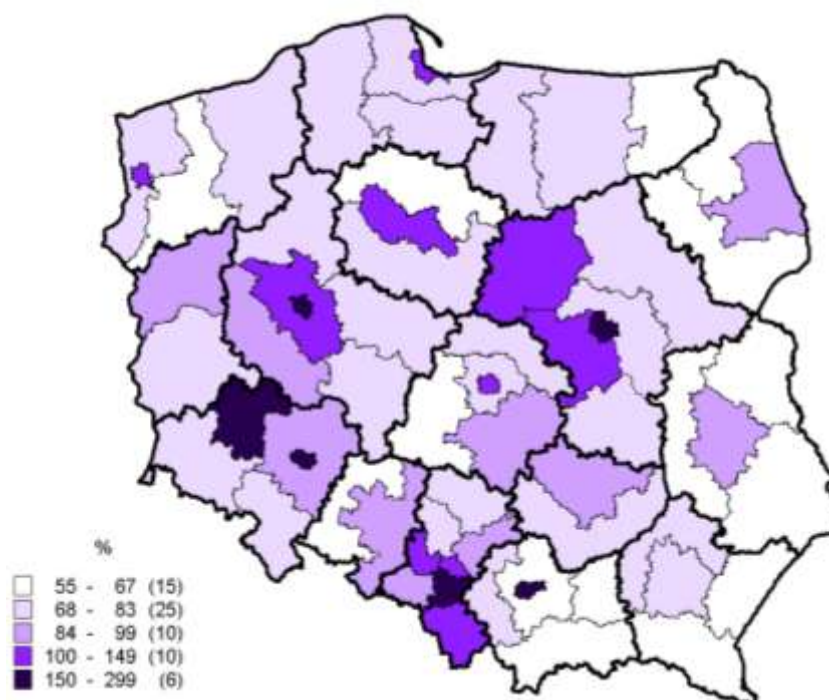 %
55 - 67 (15)
68 - 83 (25)
84 - 99 (10)
100 - 149 (10)
150 - 299 (6)